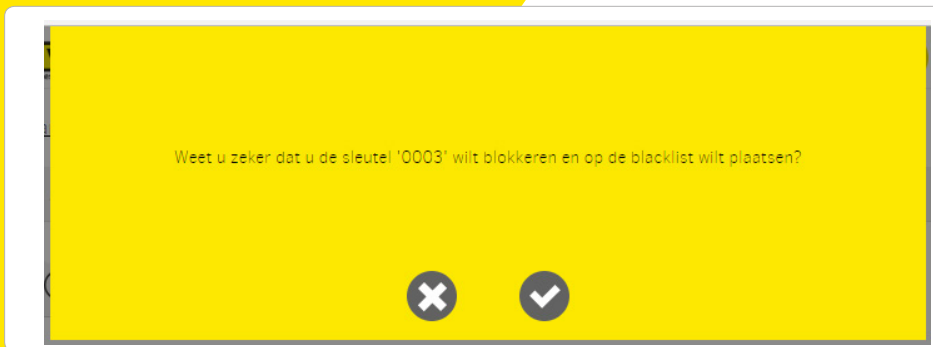 Weet u zeker dat u de sleutel '0003' wilt blokkeren en op de blacklist wilt plaatsen?